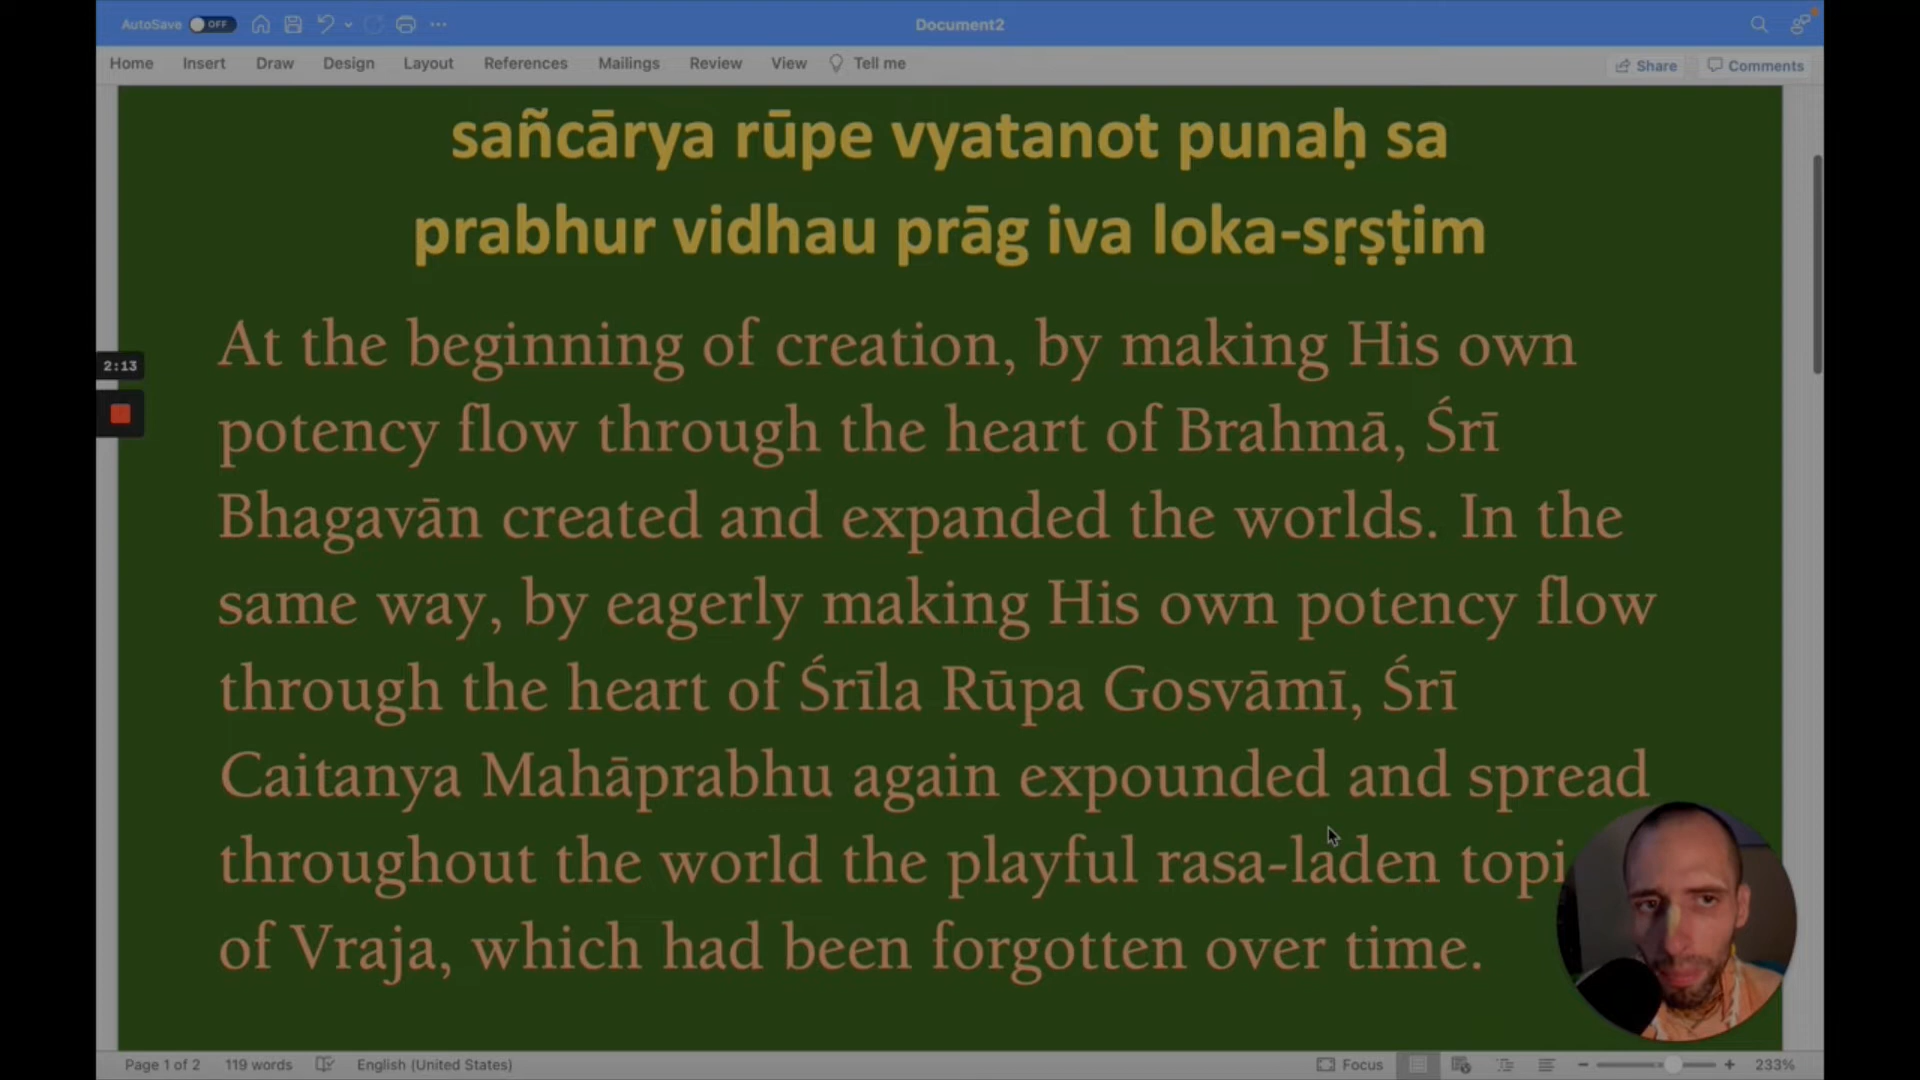 AutoSave OFF Document2
Home Insert Draw Design Layout References Mailings Review View Tell me Share Comments
sañcārya rūpe vyatanot punaḥ sa
prabhur vidhau prāg iva loka-sṛṣṭim
At the beginning of creation, by making His own
potency flow through the heart of Brahmā, Śrī
2:13
Bhagavān created and expanded the worlds. In the
same way, by eagerly making His own potency flow
through the heart of Śrīla Rūpa Gosvāmī, Śrī
Caitanya Mahāprabhu again expounded and spread
throughout the world the playful rasa-laden topi
of Vraja, which had been forgotten over time.
Page 1 of 2 119 words English (United States) Focus 233%